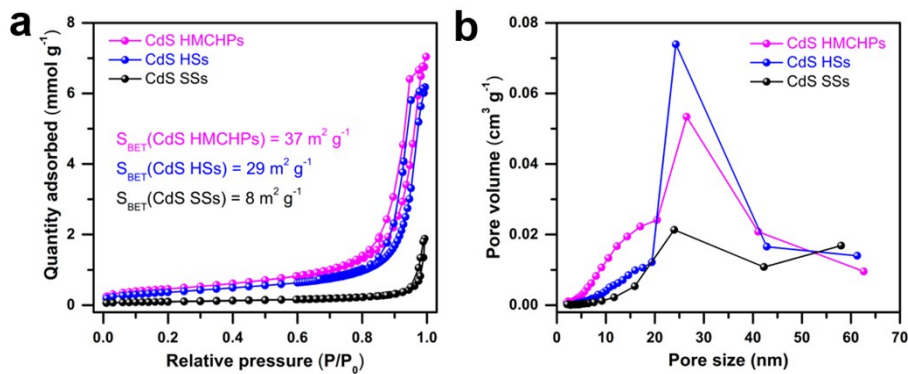 a
CdS HMCHPs
CdS HSs
CdS SSs
S_BET(CdS HMCHPs) = 37 m² g⁻¹
S_BET(CdS HSs) = 29 m² g⁻¹
S_BET(CdS SSs) = 8 m² g⁻¹
Quantity adsorbed (mmol g⁻¹)
8
6
4
2
0
0.0 0.2 0.4 0.6 0.8 1.0
Relative pressure (P/P₀)
b
CdS HMCHPs
CdS HSs
CdS SSs
Pore volume (cm³ g⁻¹)
0.08
0.06
0.04
0.02
0.00
0 10 20 30 40 50 60 70
Pore size (nm)